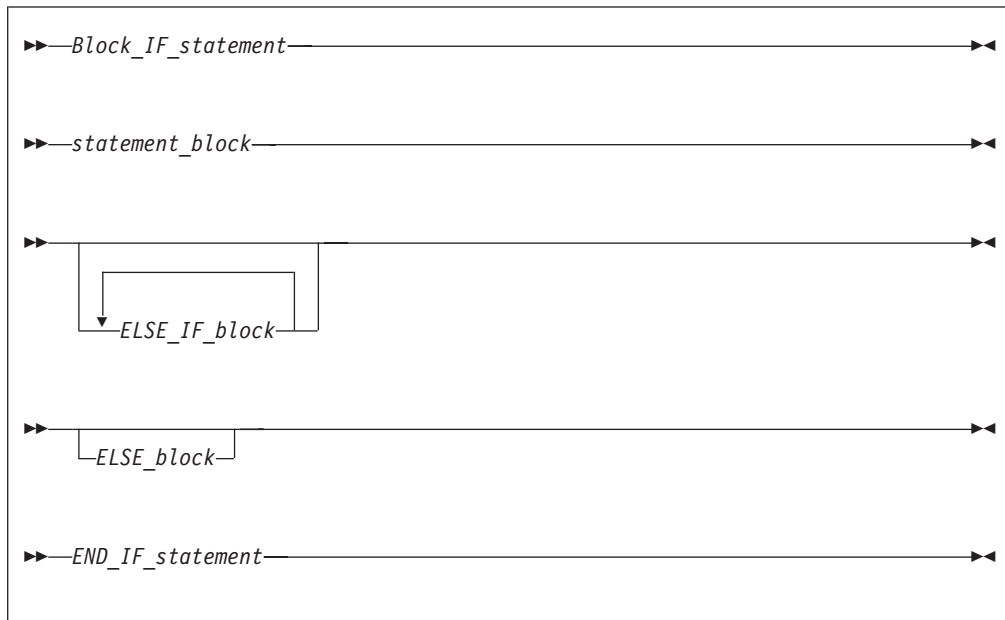 Block_IF_statement
statement_block
ELSE_IF_block
ELSE_block
END_IF_statement